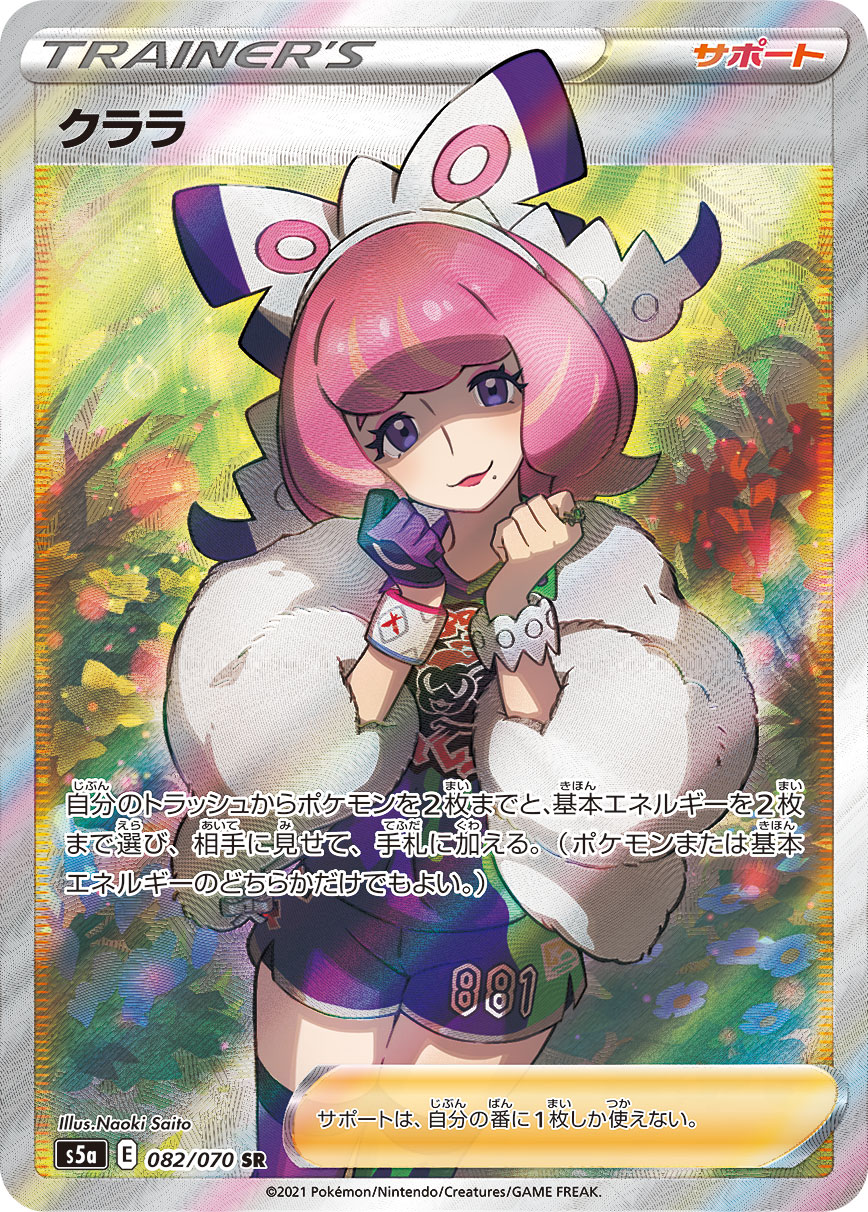 TRAINER'S
サポート
クララ
自分のトラッシュからポケモンを2枚までと、基本エネルギーを2枚
まで選び、相手に見せて、手札に加える。（ポケモンまたは基本
エネルギーのどちらかだけでもよい。）
881
サポートは、自分の番に1枚しか使えない。
Illus.Naoki Saito
s5a E 082/070 SR
©2021 Pokémon/Nintendo/Creatures/GAME FREAK.